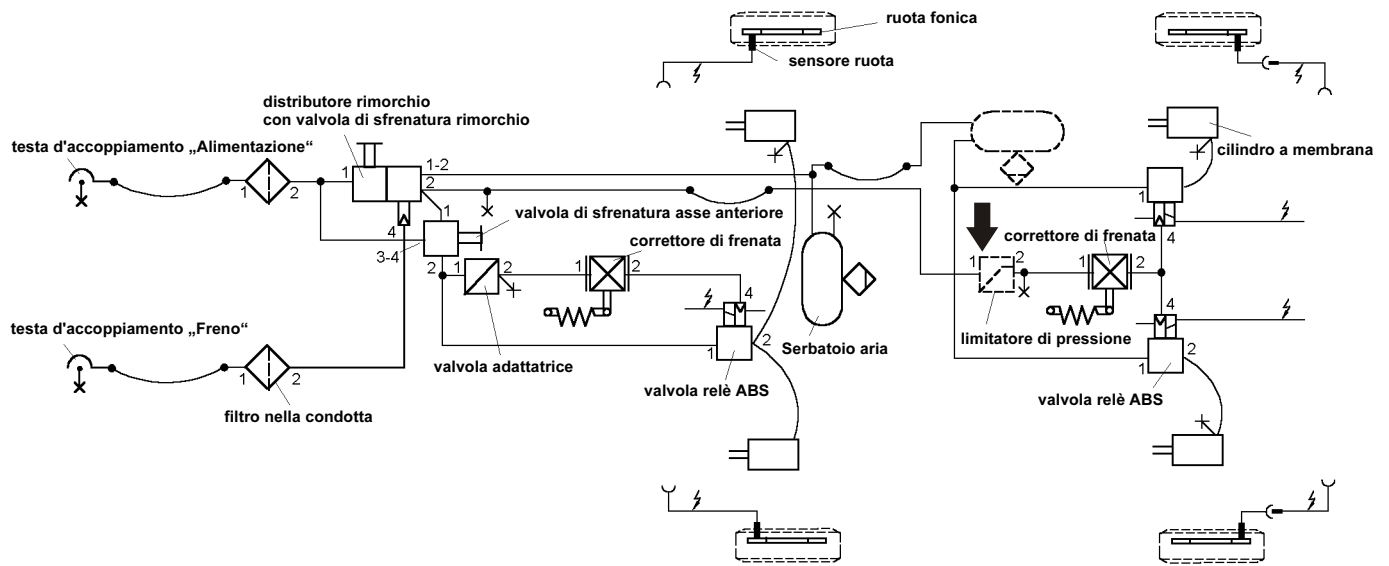 ruota fonica
sensore ruota
distributore rimorchio
con valvola di sfrenatura rimorchio
testa d'accoppiamento „Alimentazione“
cilindro a membrana
1 2
1 1-2
2
4
1
valvola di sfrenatura asse anteriore
3-4
2
correttore di frenata
1 2
1 2
4
valvola adattatrice
1 2
valvola relè ABS
Serbatoio aria
1
4
correttore di frenata
1 2
1 2
limitatore di pressione
4
1 2
valvola relè ABS
testa d'accoppiamento „Freno“
1 2
filtro nella condotta